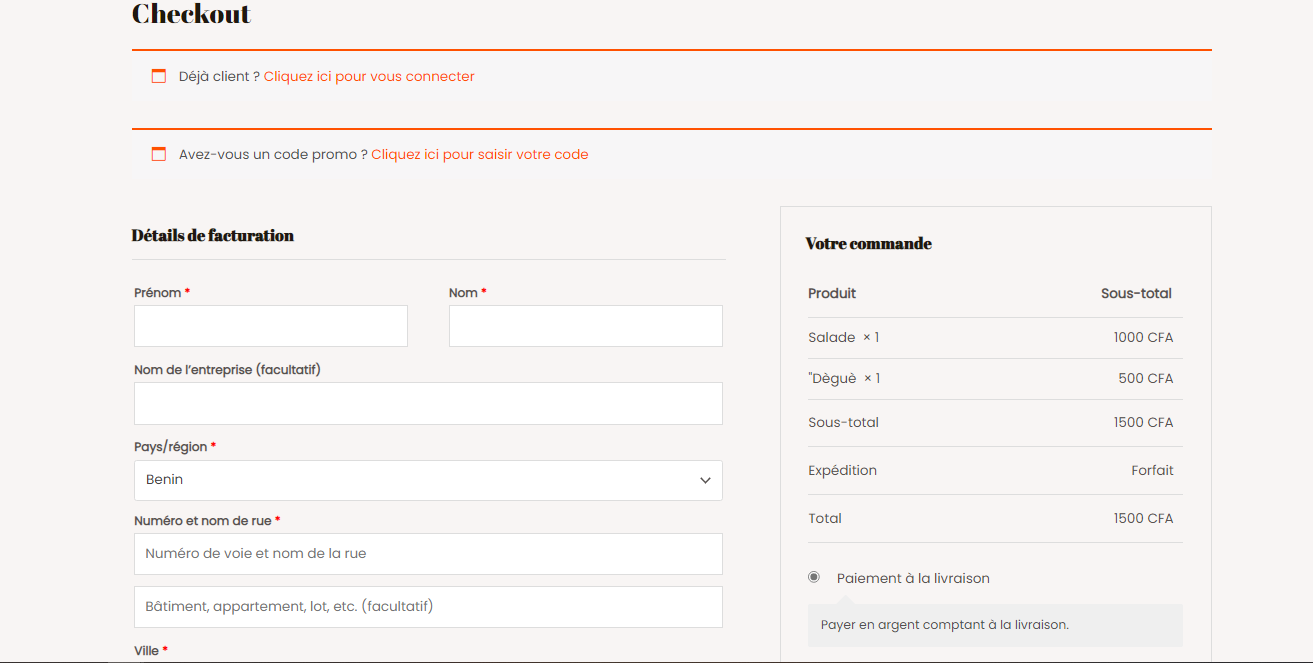 Checkout
Déjà client ? Cliquez ici pour vous connecter
Avez-vous un code promo ? Cliquez ici pour saisir votre code
Détails de facturation
Prénom *
Nom *
Nom de l’entreprise (facultatif)
Pays/région *
Benin
Numéro et nom de rue *
Numéro de voie et nom de la rue
Bâtiment, appartement, lot, etc. (facultatif)
Ville *
Votre commande
Produit Sous-total
Salade × 1 1000 CFA
"Dèguè × 1 500 CFA
Sous-total 1500 CFA
Expédition Forfait
Total 1500 CFA
Paiement à la livraison
Payer en argent comptant à la livraison.